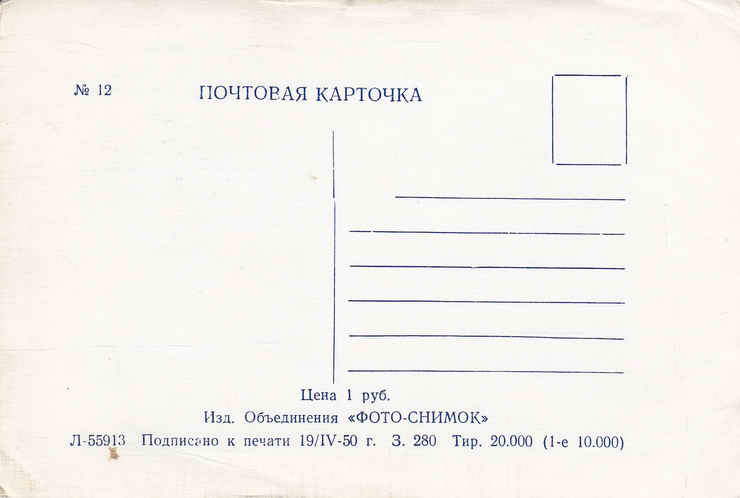 № 12 ПОЧТОВАЯ КАРТОЧКА
Цена 1 руб.
Изд. Объединения «ФОТО-СНИМОК»
Л-55913 Подписано к печати 19/IV-50 г. З. 280 Тир. 20.000 (1-е 10.000)